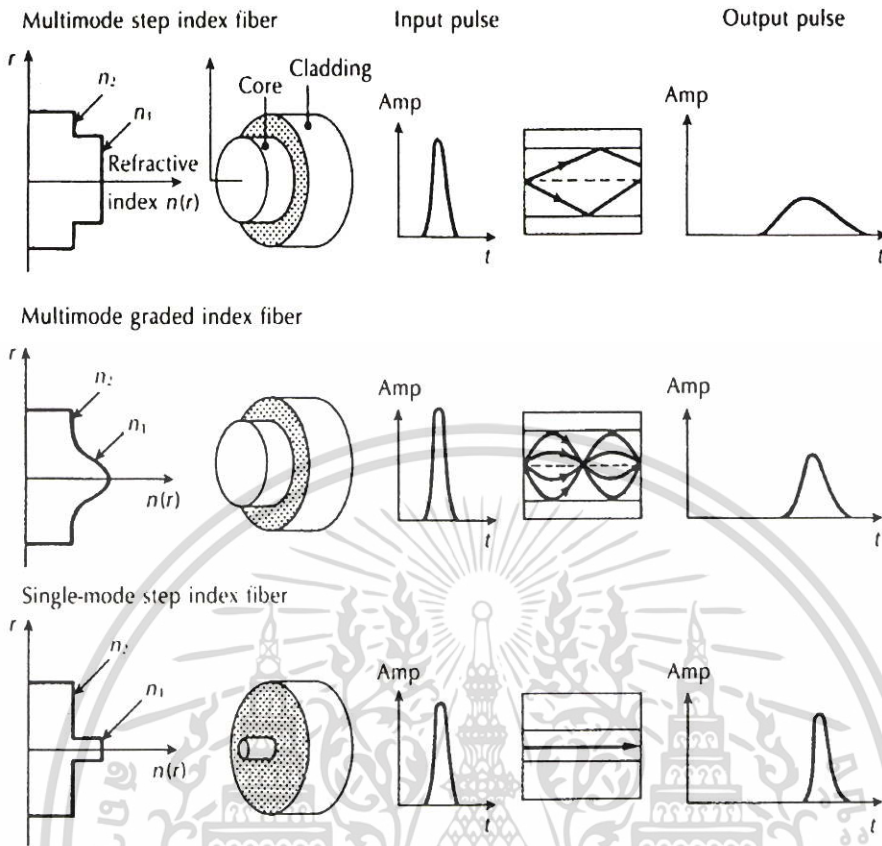 Multimode step index fiber Input pulse Output pulse
r
n₂
n₁
Refractive
index n(r)
Core
Cladding
Amp
t
Amp
t
Multimode graded index fiber
r
n₂
n₁
n(r)
Amp
t
Amp
t
Single-mode step index fiber
r
n₂
n₁
n(r)
Amp
t
Amp
t